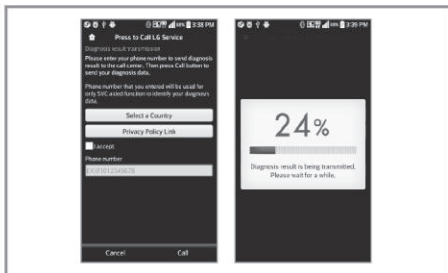 3:38 PM
Press to Call LG Service
Diagnosis result transmission
Please enter your phone number to send diagnosis
result to the call center. Then press Call button to
send your diagnosis data.
Phone number that you entered will be used for
only SVC aided function to identify your diagnosis
data.
Select a Country
Privacy Policy Link
I accept
Phone number
Cancel
Call
3:39 PM
24%
Diagnosis result is being transmitted.
Please wait for a while.